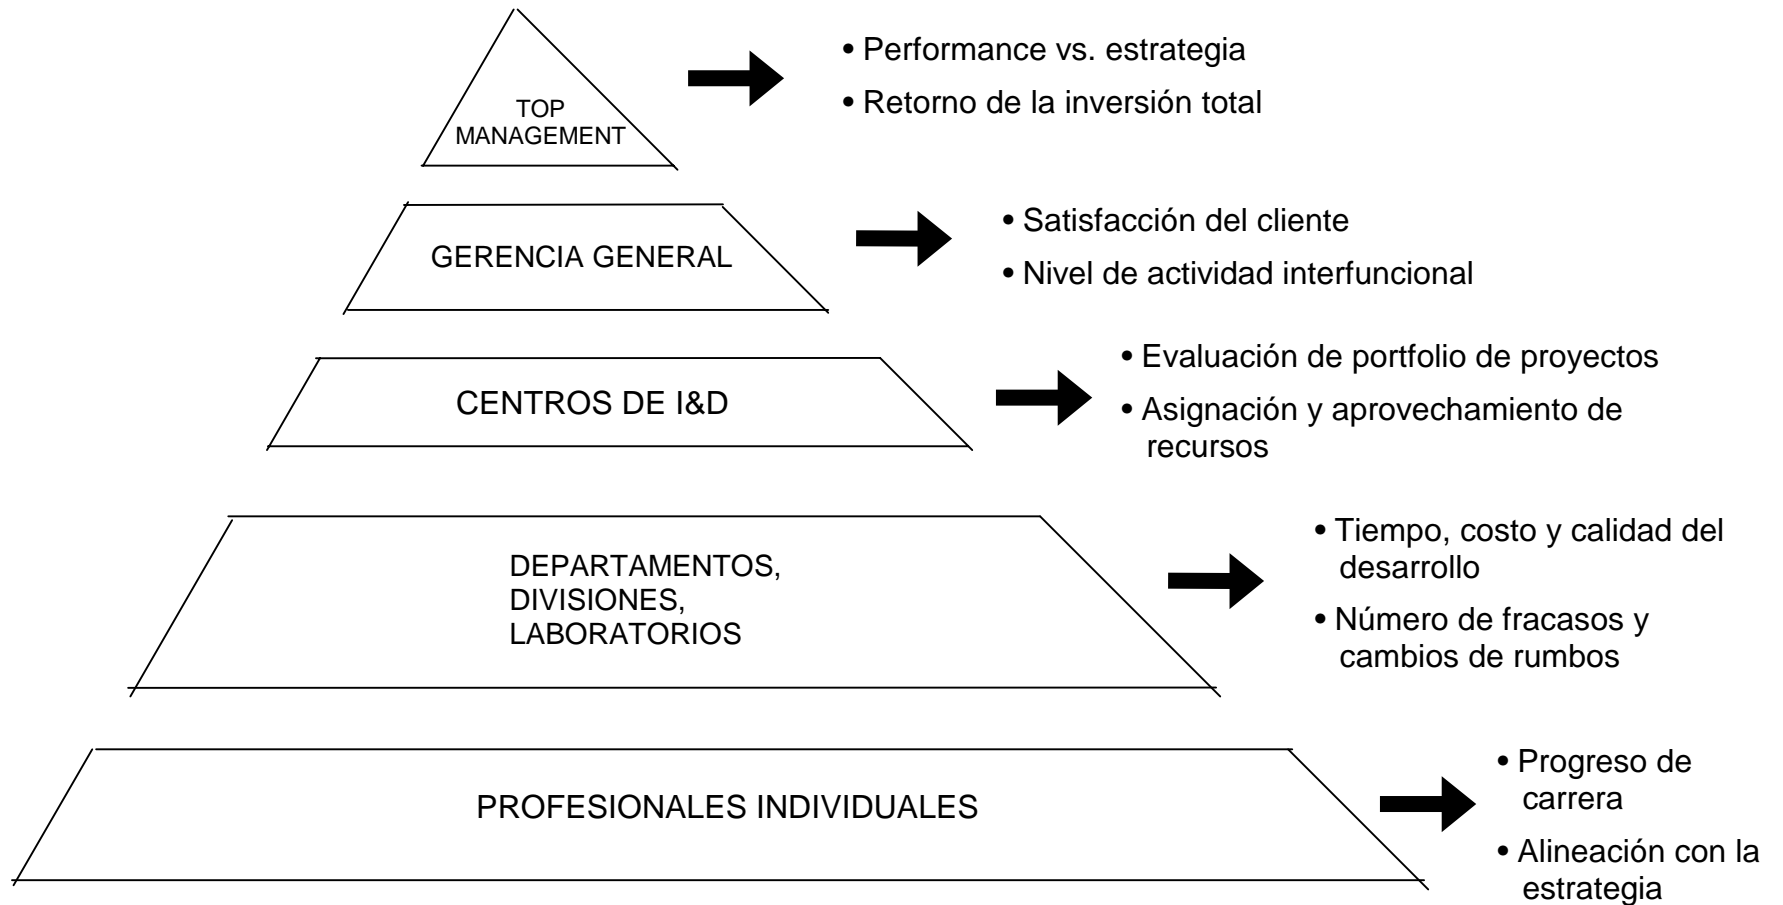 TOP
MANAGEMENT
• Performance vs. estrategia
• Retorno de la inversión total
GERENCIA GENERAL
• Satisfacción del cliente
• Nivel de actividad interfuncional
CENTROS DE I&D
• Evaluación de portfolio de proyectos
• Asignación y aprovechamiento de
recursos
DEPARTAMENTOS,
DIVISIONES,
LABORATORIOS
• Tiempo, costo y calidad del
desarrollo
• Número de fracasos y
cambios de rumbos
PROFESIONALES INDIVIDUALES
• Progreso de
carrera
• Alineación con la
estrategia